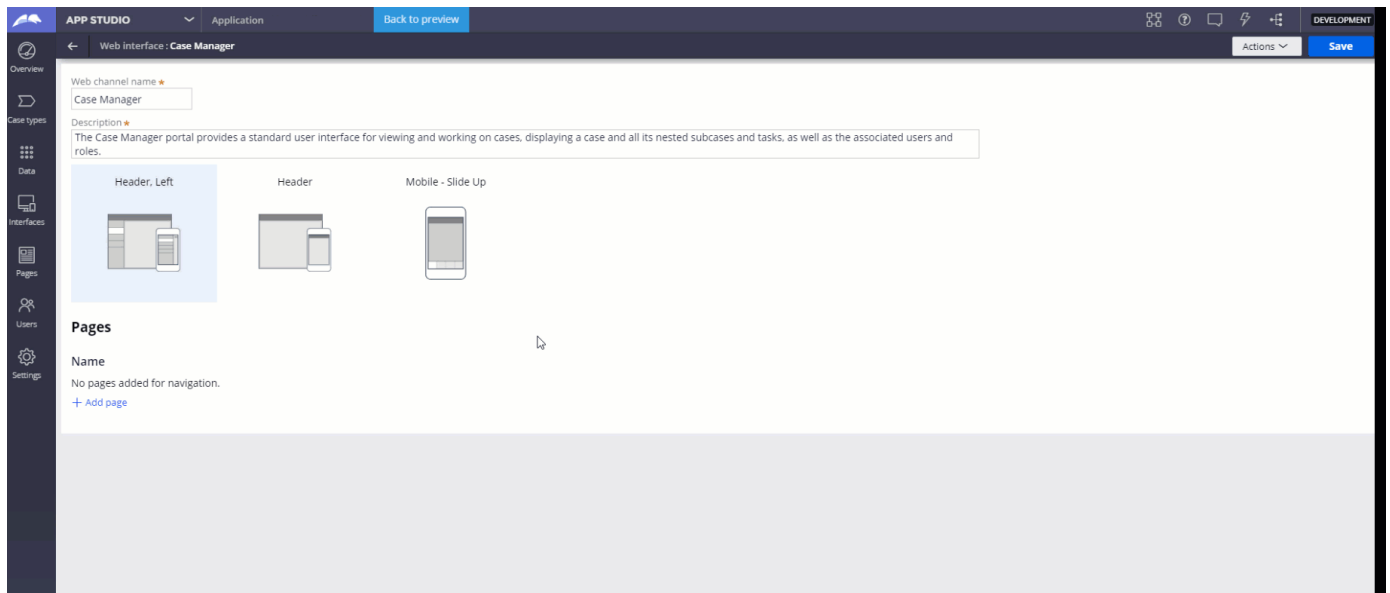 APP STUDIO Application Back to preview DEVELOPMENT
Web interface : Case Manager Actions Save
Overview
Case types
Data
Interfaces
Pages
Users
Settings
Web channel name ★
Case Manager
Description ★
The Case Manager portal provides a standard user interface for viewing and working on cases, displaying a case and all its nested subcases and tasks, as well as the associated users and
roles.
Header, Left Header Mobile - Slide Up
Pages
Name
No pages added for navigation.
+ Add page